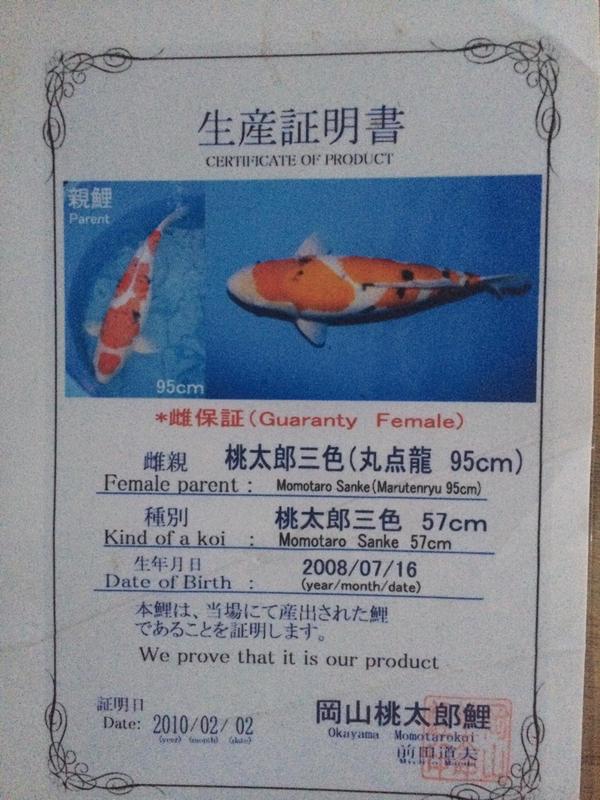 生産証明書
CERTIFICATE OF PRODUCT
親鯉
Parent
95cm
*雌保証(Guaranty Female)
雌親 桃太郎三色(丸点龍 95cm)
Female parent : Momotaro Sanke(Marutenryu 95cm)
種別 桃太郎三色 57cm
Kind of a koi : Momotaro Sanke 57cm
生年月日 2008/07/16
Date of Birth : (year/month/date)
本鯉は、当場にて産出された鯉
であることを証明します。
We prove that it is our product
証明日
Date: 2010/02/02
(year) (month) (date)
岡山桃太郎鯉
Okayama Momotarokoi
前田道夫